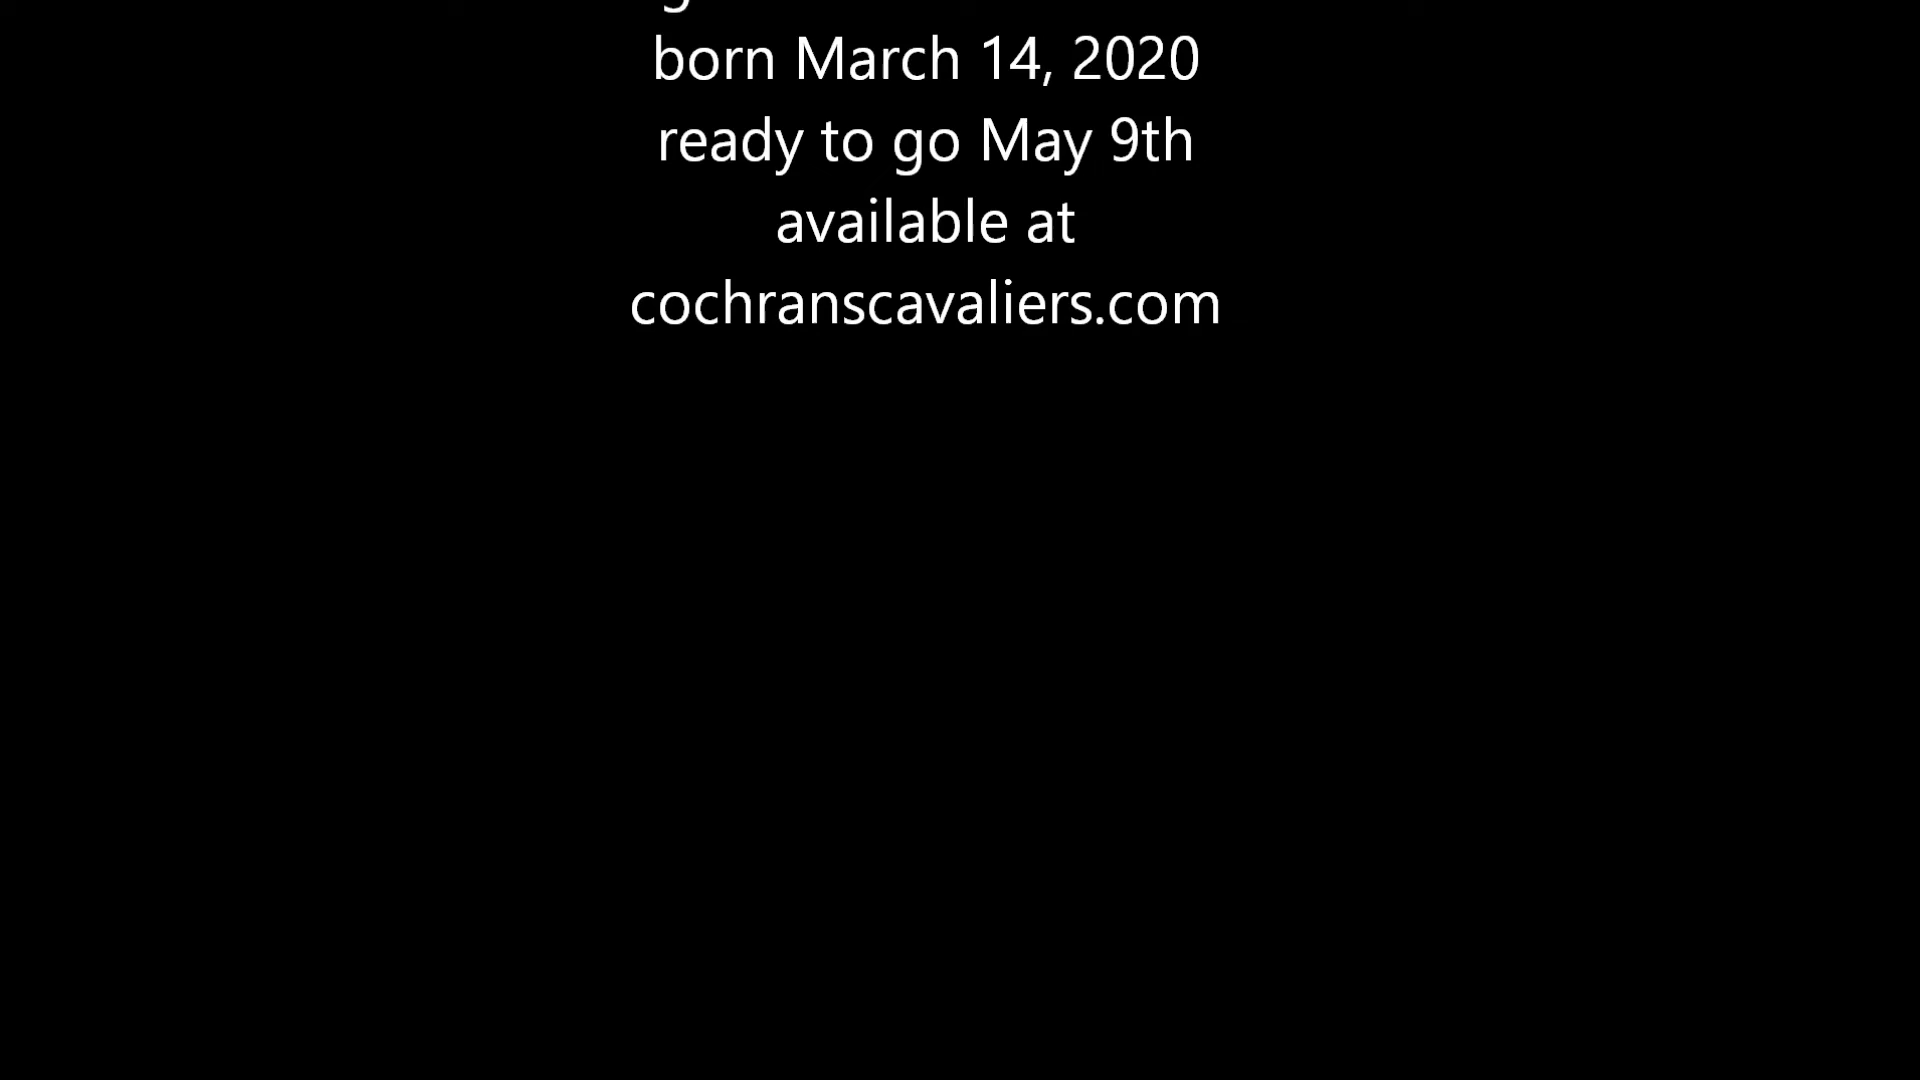 born March 14, 2020
ready to go May 9th
available at
cochranscavaliers.com